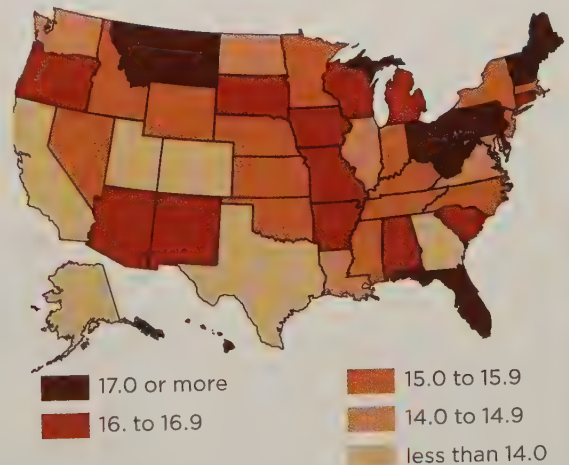 17.0 or more
16. to 16.9
15.0 to 15.9
14.0 to 14.9
less than 14.0